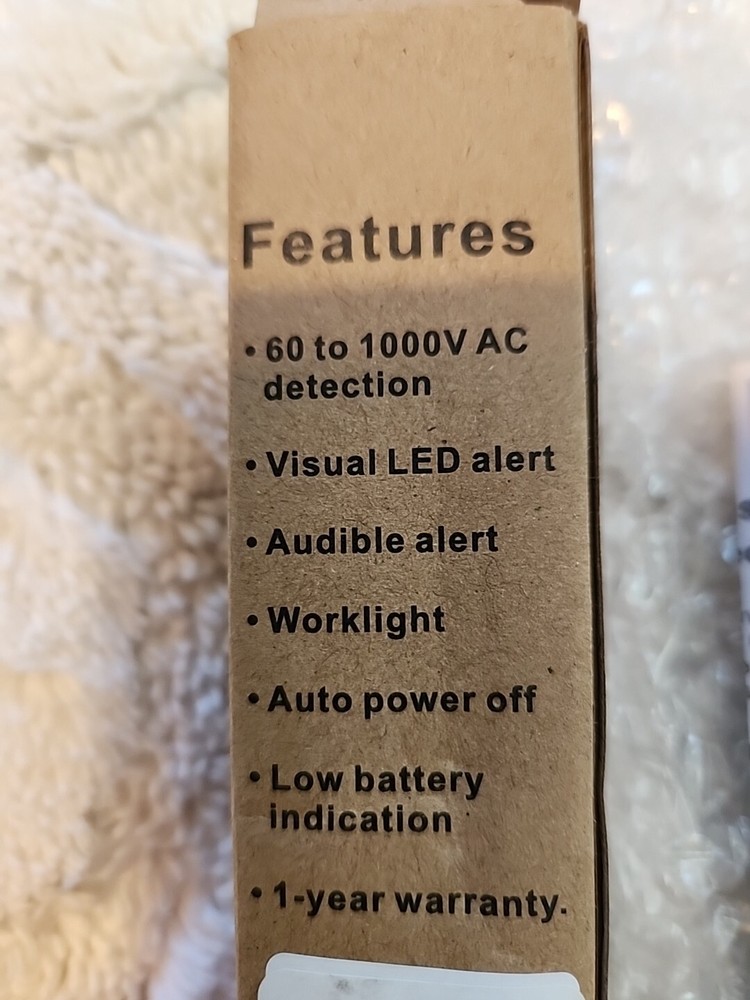 Features
• 60 to 1000V AC
detection
• Visual LED alert
• Audible alert
• Worklight
• Auto power off
• Low battery
indication
• 1-year warranty.